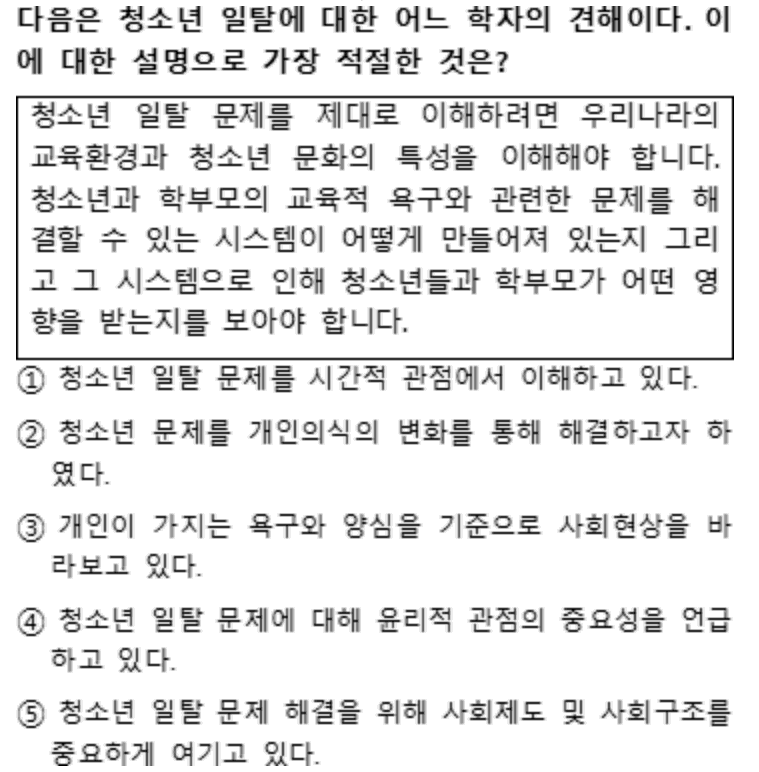 다음은 청소년 일탈에 대한 어느 학자의 견해이다. 이
에 대한 설명으로 가장 적절한 것은?
청소년 일탈 문제를 제대로 이해하려면 우리나라의
교육환경과 청소년 문화의 특성을 이해해야 합니다.
청소년과 학부모의 교육적 욕구와 관련한 문제를 해
결할 수 있는 시스템이 어떻게 만들어져 있는지 그리
고 그 시스템으로 인해 청소년들과 학부모가 어떤 영
향을 받는지를 보아야 합니다.
① 청소년 일탈 문제를 시간적 관점에서 이해하고 있다.
② 청소년 문제를 개인의식의 변화를 통해 해결하고자 하
였다.
③ 개인이 가지는 욕구와 양심을 기준으로 사회현상을 바
라보고 있다.
④ 청소년 일탈 문제에 대해 윤리적 관점의 중요성을 언급
하고 있다.
⑤ 청소년 일탈 문제 해결을 위해 사회제도 및 사회구조를
중요하게 여기고 있다.